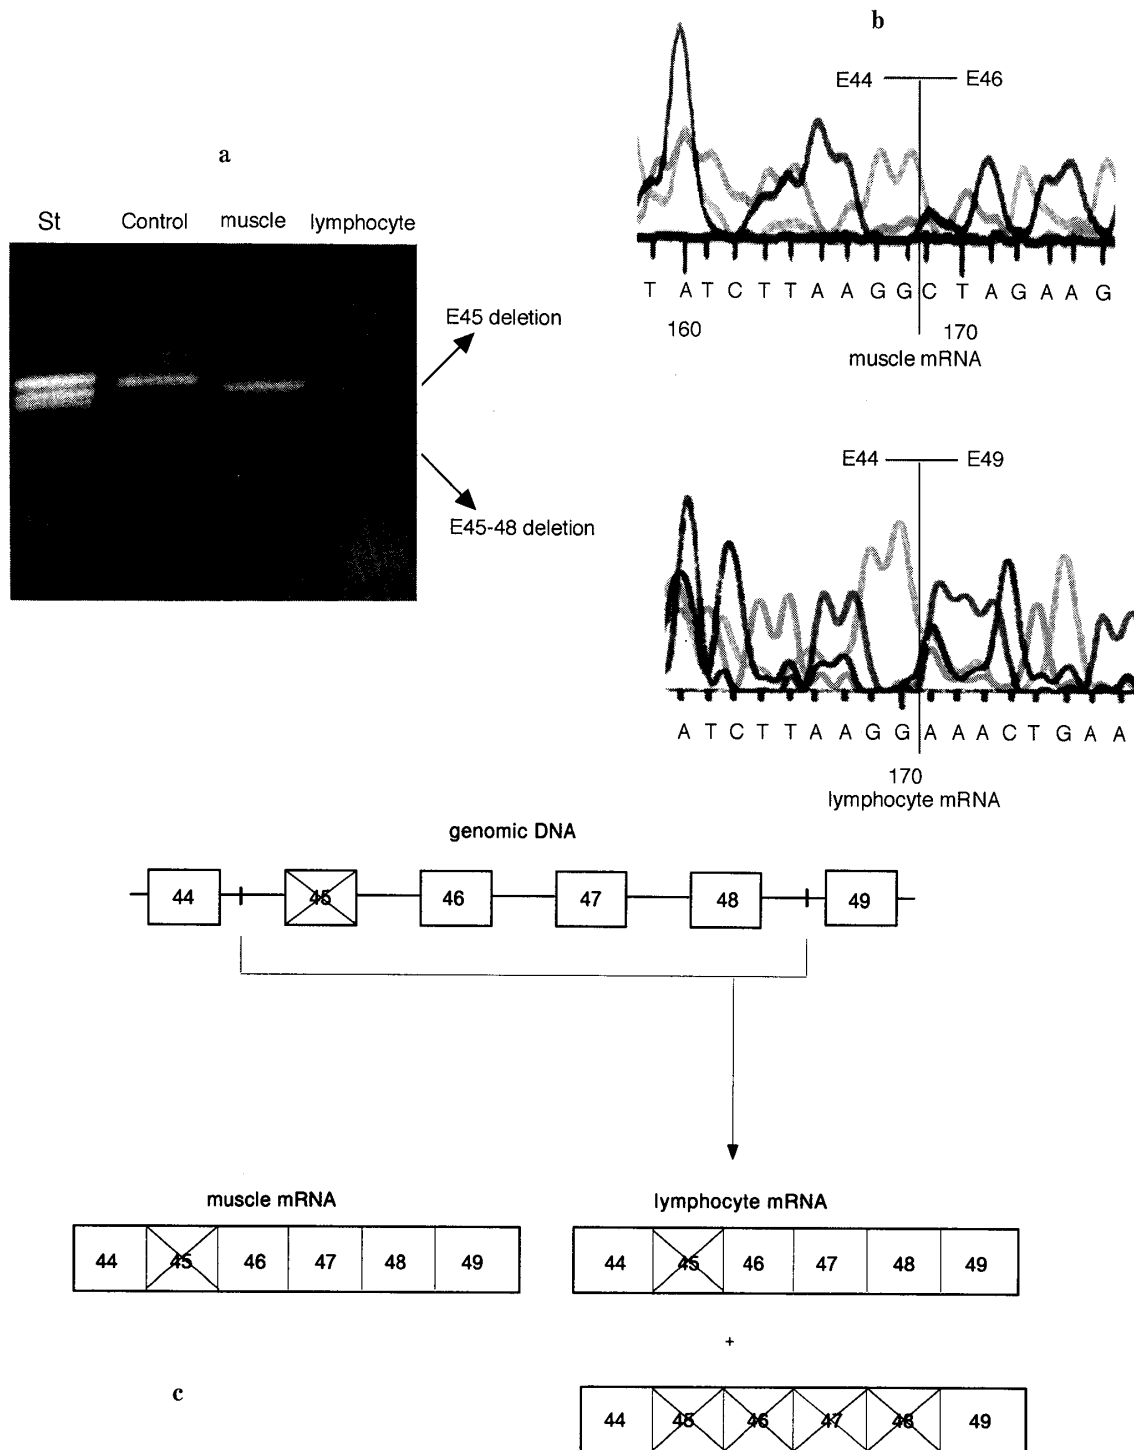 a
St Control muscle lymphocyte
E45 deletion
E45-48 deletion
b
E44 E46
T A T C T T A A G G C T A G A A G
160 170
muscle mRNA
E44 E49
A T C T T A A G G A A A C T G A A
170
lymphocyte mRNA
genomic DNA
44 45 46 47 48 49
muscle mRNA
44 45 46 47 48 49
lymphocyte mRNA
44 45 46 47 48 49
+
44 45 46 47 48 49
c